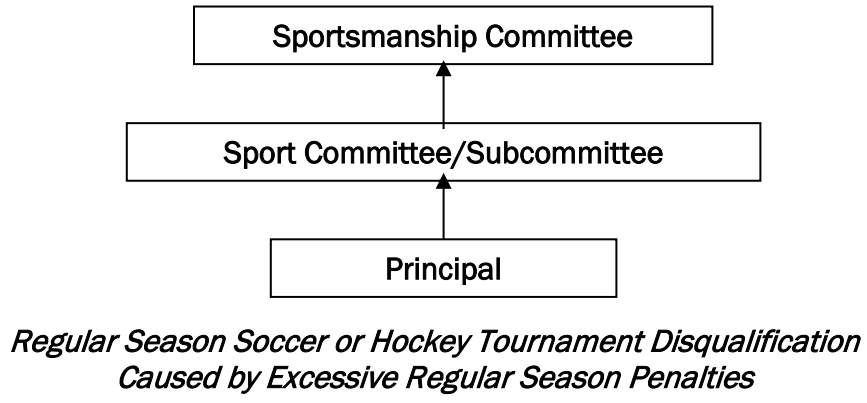 Sportsmanship Committee
Sport Committee/Subcommittee
Principal
Regular Season Soccer or Hockey Tournament Disqualification
Caused by Excessive Regular Season Penalties